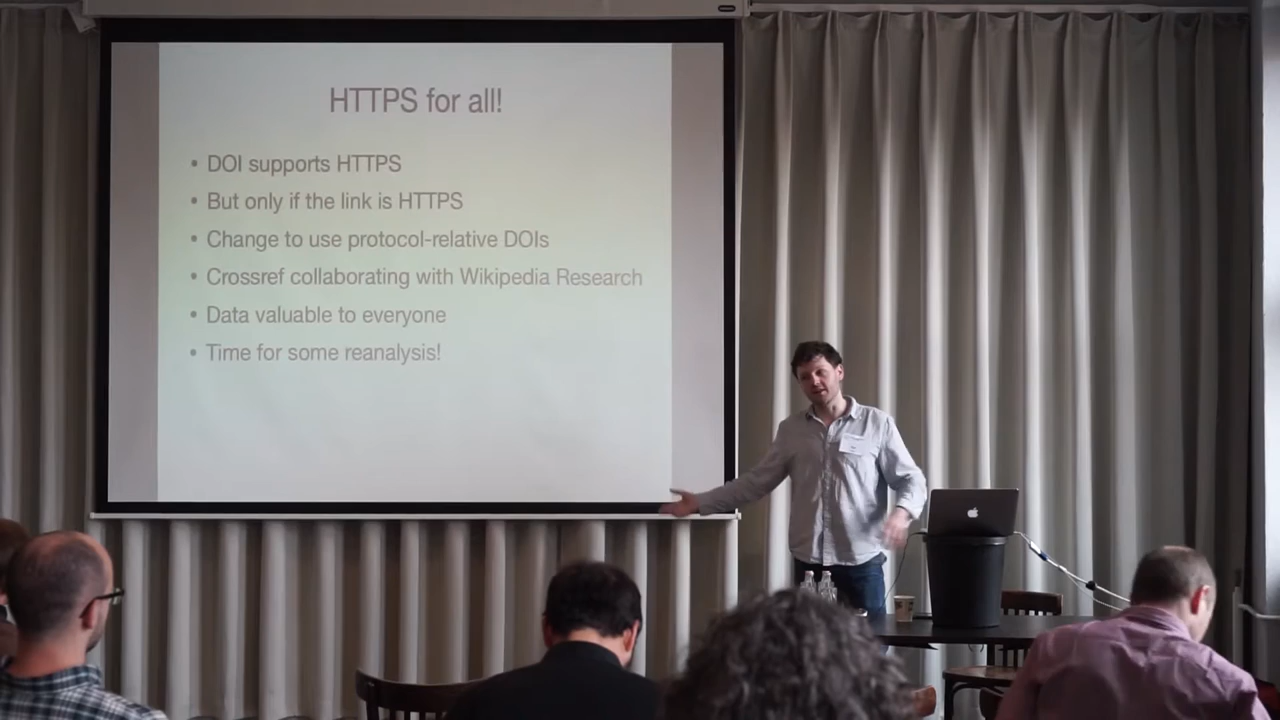 HTTPS for all!
• DOI supports HTTPS
• But only if the link is HTTPS
• Change to use protocol-relative DOIs
• Crossref collaborating with Wikipedia Research
• Data valuable to everyone
• Time for some reanalysis!